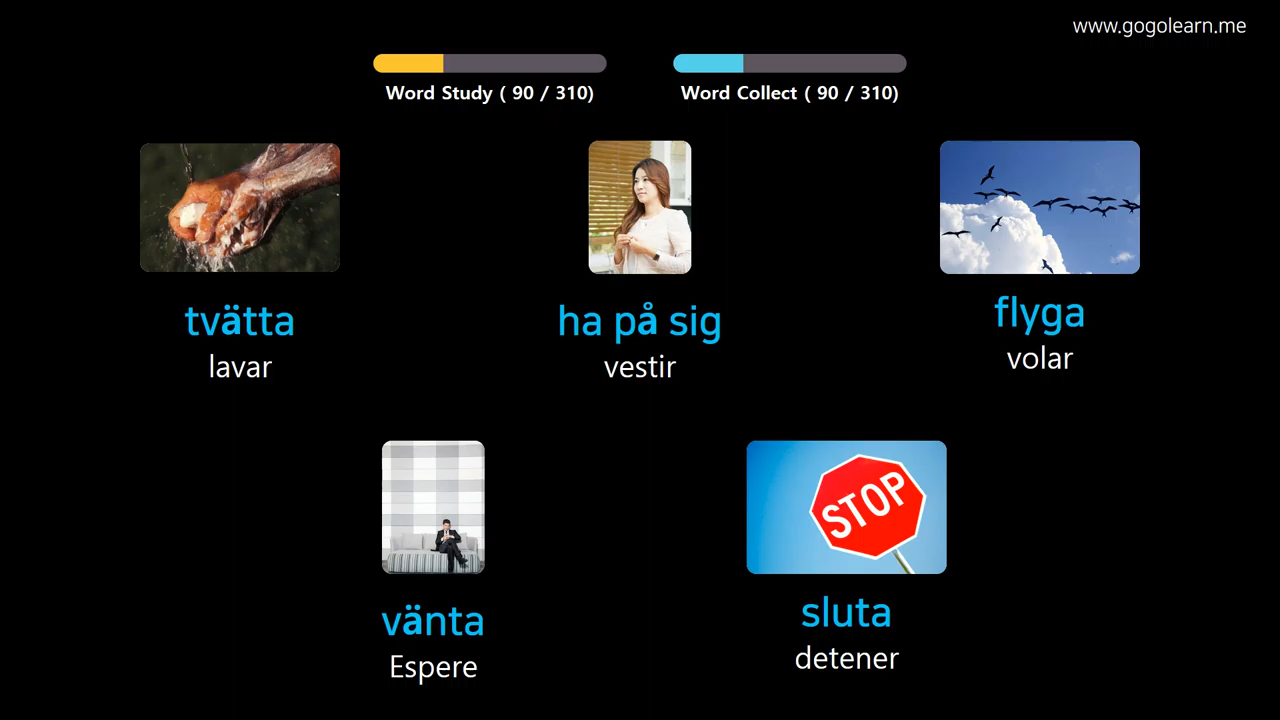 www.gogolearn.me
Word Study ( 90 / 310)
Word Collect ( 90 / 310)
tvätta
lavar
ha på sig
vestir
flyga
volar
STOP
vänta
Espere
sluta
detener